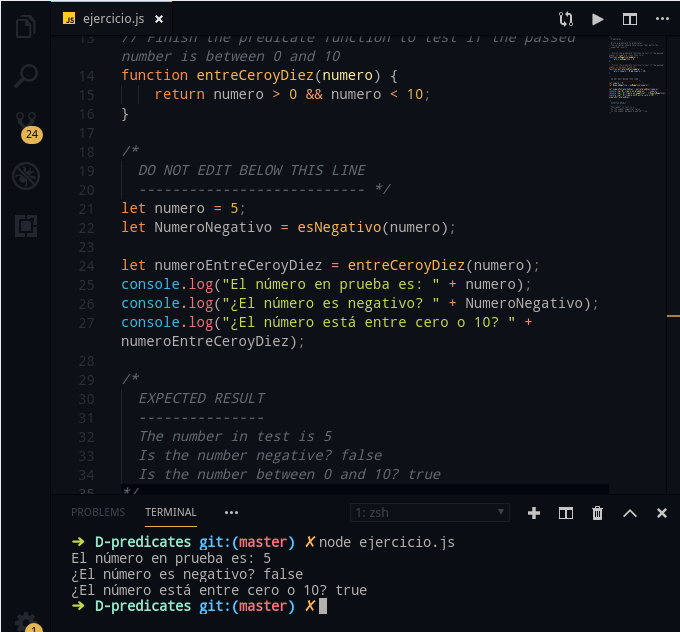 JS ejercicio.js
13 // Finish the predicate function to test if the passed
number is between 0 and 10
14 function entreCeroyDiez(numero) {
15 return numero > 0 && numero < 10;
16 }
17
18 /*
19 DO NOT EDIT BELOW THIS LINE
20 --------------------------- */
21 let numero = 5;
22 let NumeroNegativo = esNegativo(numero);
23
24 let numeroEntreCeroyDiez = entreCeroyDiez(numero);
25 console.log("El número en prueba es: " + numero);
26 console.log("¿El número es negativo? " + NumeroNegativo);
27 console.log("¿El número está entre cero o 10? " +
numeroEntreCeroyDiez);
28
29 /*
30 EXPECTED RESULT
31 ---------------
32 The number in test is 5
33 Is the number negative? false
34 Is the number between 0 and 10? true
35 */
24
PROBLEMS TERMINAL ••• 1: zsh
➜ D-predicates git:(master) ✗ node ejercicio.js
El número en prueba es: 5
¿El número es negativo? false
¿El número está entre cero o 10? true
➜ D-predicates git:(master) ✗
1